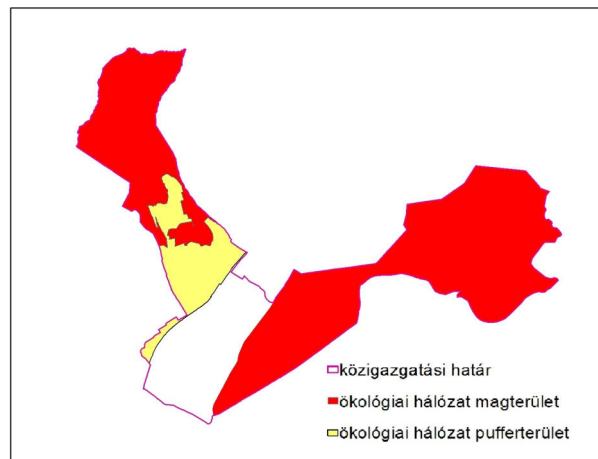 közigazgatási határ
ökológiai hálózat magterület
ökológiai hálózat pufferterület